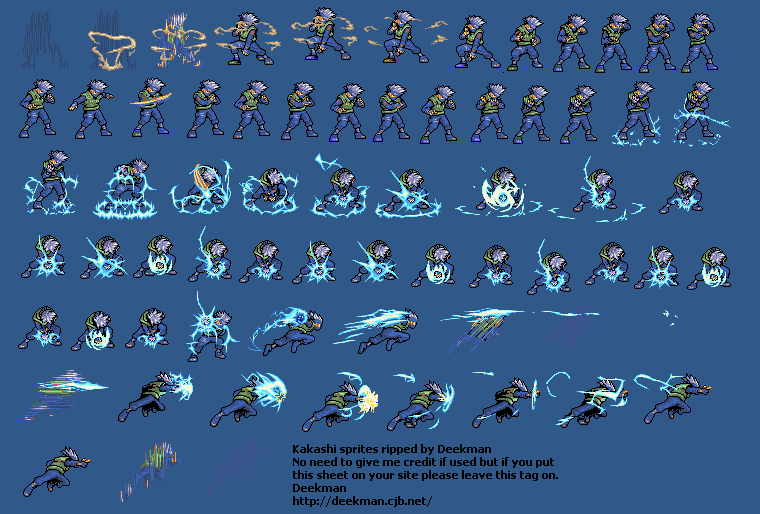 Kakashi sprites ripped by Deekman
No need to give me credit if used but if you put
this sheet on your site please leave this tag on.
Deekman
http://deekman.cjb.net/